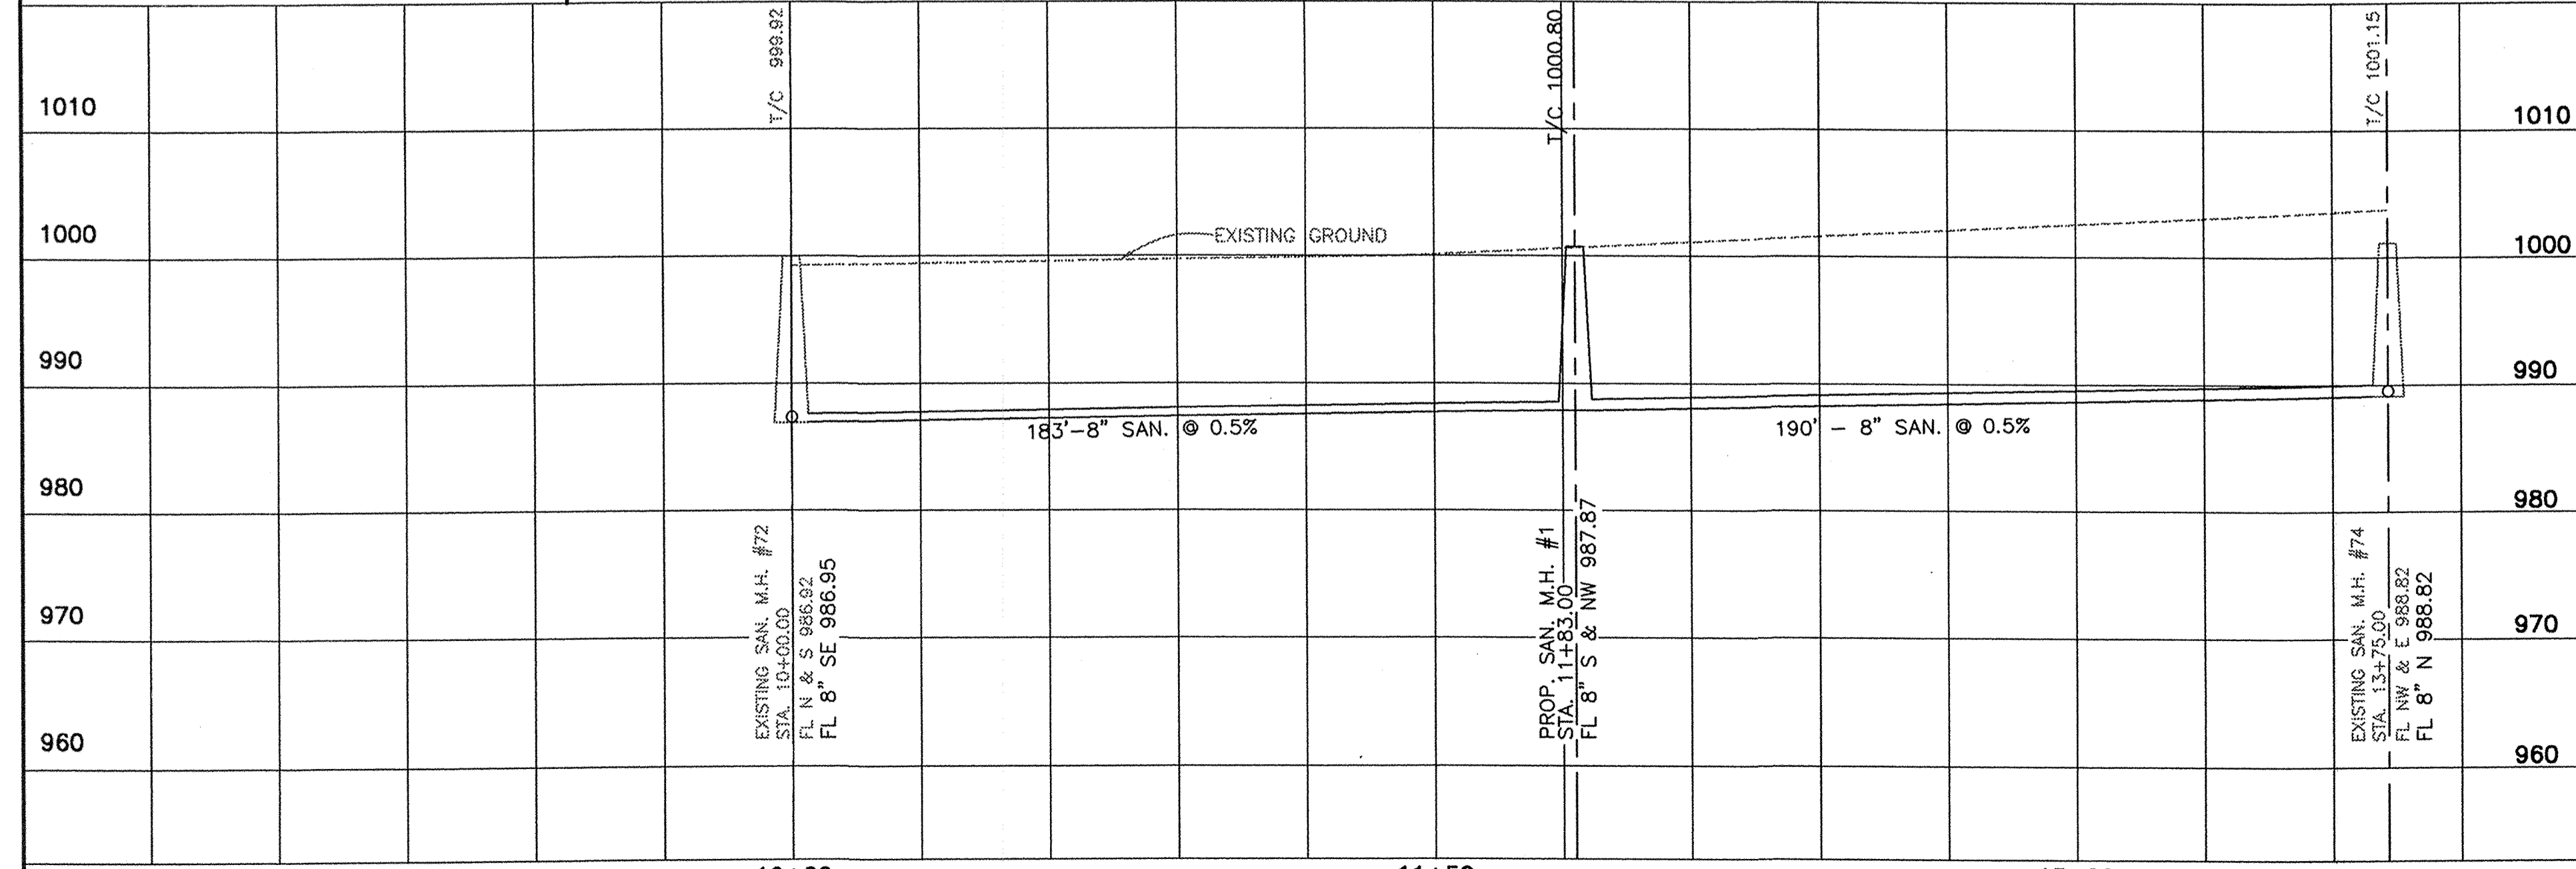 T/C 999.92
T/C 1000.80
T/C 1001.15
1010
1010
1000
EXISTING GROUND
1000
990
990
183'-8" SAN. @ 0.5%
190' - 8" SAN. @ 0.5%
980
980
970
970
960
960
EXISTING SAN. M.H. #72
STA. 10+00.00
FL N & S 986.92
FL 8" SE 986.95
PROP. SAN. M.H. #1
STA. 11+83.00
FL 8" S & NW 987.87
EXISTING SAN. M.H. #74
STA. 13+75.00
FL NW & E 988.82
FL 8" N 988.82